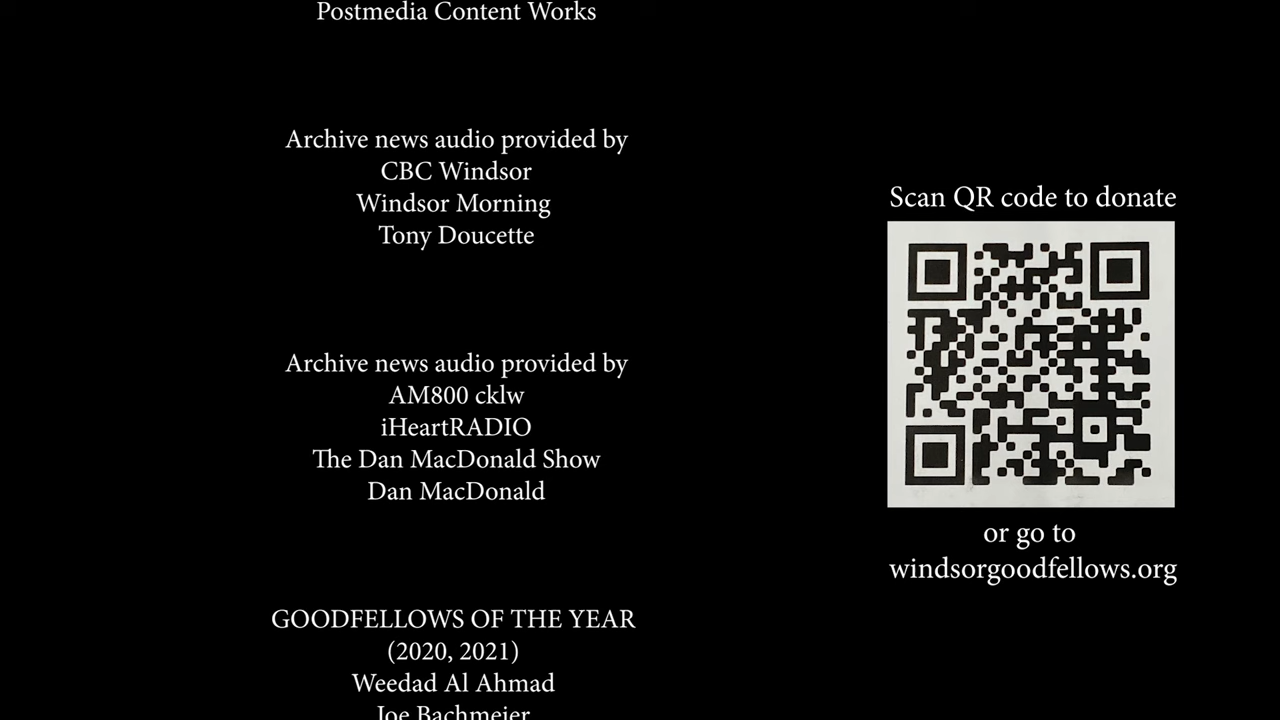 Postmedia Content Works
Archive news audio provided by
CBC Windsor
Windsor Morning
Tony Doucette
Archive news audio provided by
AM800 cklw
iHeartRADIO
The Dan MacDonald Show
Dan MacDonald
GOODFELLOWS OF THE YEAR
(2020, 2021)
Weedad Al Ahmad
Joe Bachmeier
Scan QR code to donate
or go to
windsorgoodfellows.org